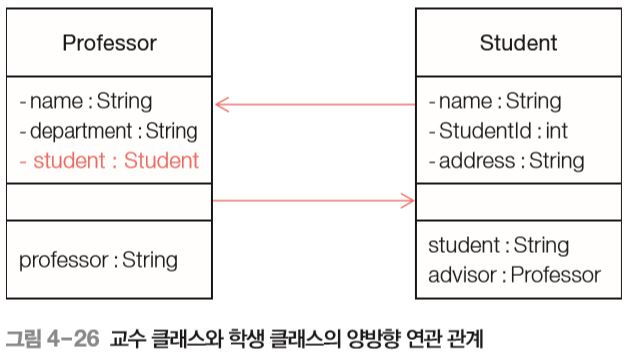 Professor
- name : String
- department : String
- student : Student
professor : String
Student
- name : String
- StudentId : int
- address : String
student : String
advisor : Professor
그림 4-26 교수 클래스와 학생 클래스의 양방향 연관 관계